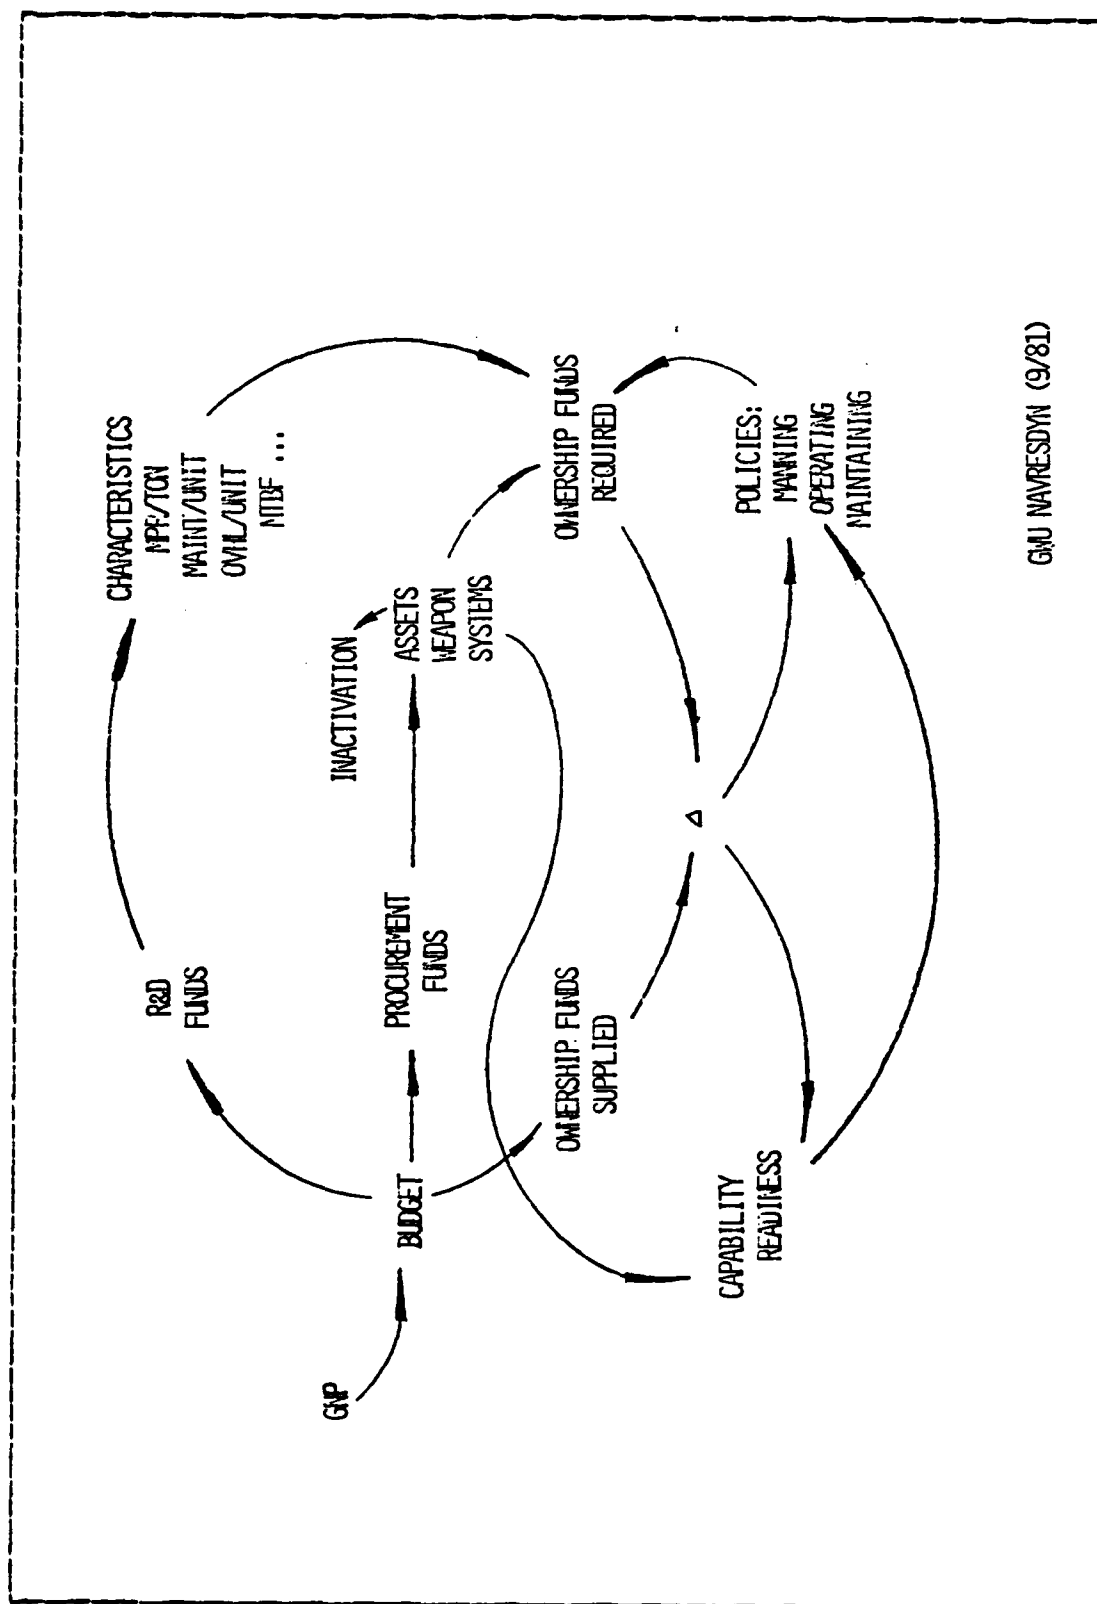 CHARACTERISTICS
MPR/TON
MAINT/UNIT
OVHL/UNIT
MTBF ...
R&D
FUNDS
INACTIVATION
GNP
BUDGET
PROCUREMENT
FUNDS
ASSETS
WEAPON
SYSTEMS
OWNERSHIP FUNDS
SUPPLIED
OWNERSHIP FUNDS
REQUIRED
Δ
CAPABILITY
READINESS
POLICIES:
MANNING
OPERATING
MAINTAINING
GWU NAVRESDYN (9/81)